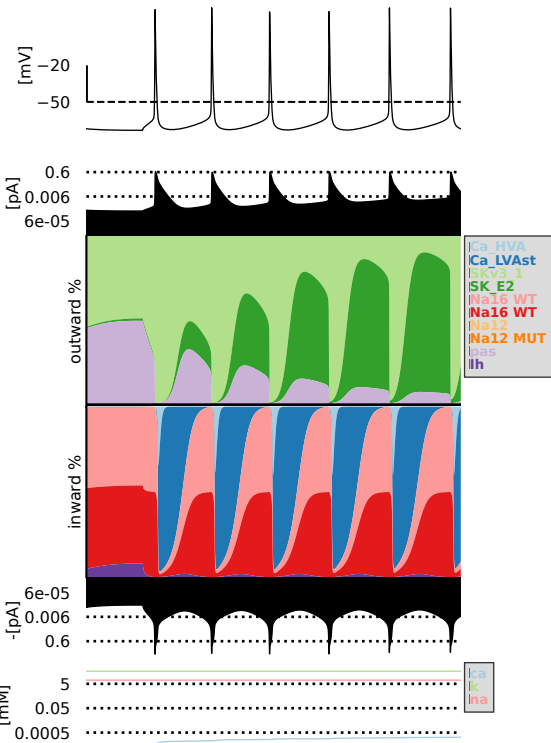 [mV]
−20
−50
[pA]
0.6
0.006
6e-05
outward %
Ca_HVA
Ca_LVAst
SKv3_1
SK_E2
Na16 WT
Na16 WT
Na12
Na12 MUT
pas
Ih
inward %
-[pA]
6e-05
0.006
0.6
[mM]
5
0.05
0.0005
ca
k
na